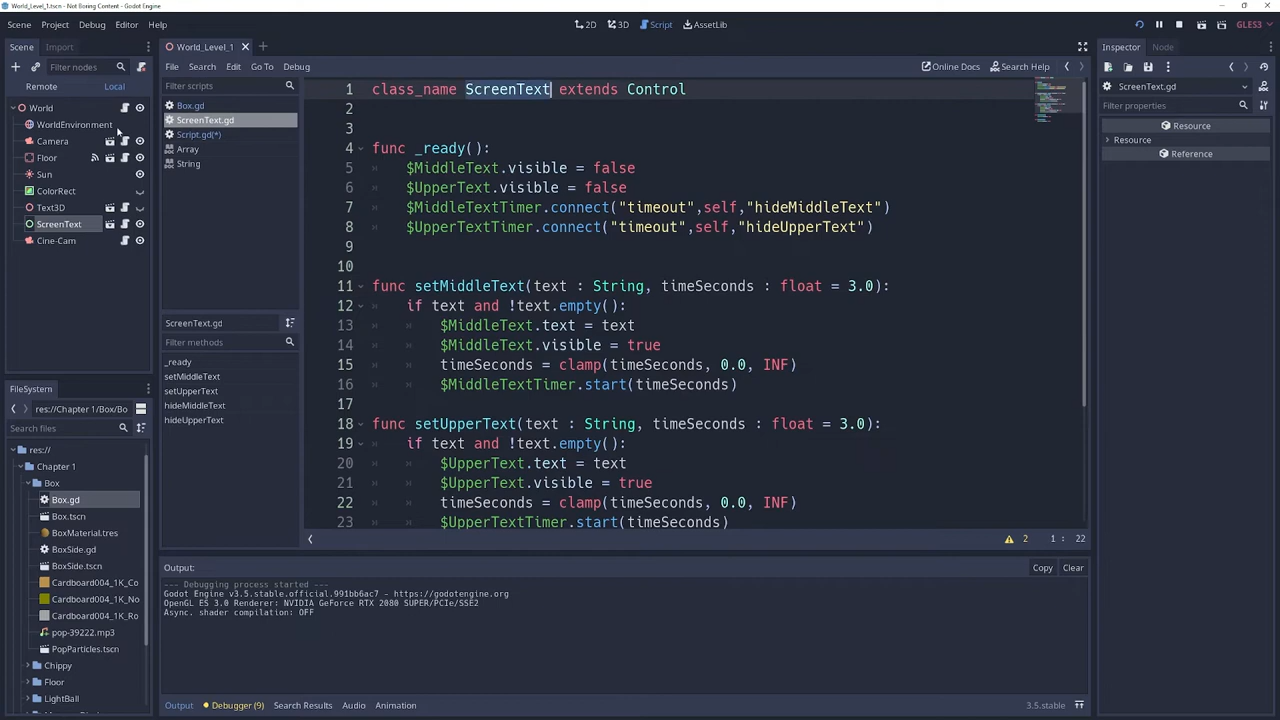 World_Level_1.tscn - Not Boxing Content - Godot Engine
Scene Project Debug Editor Help
2D 3D Script AssetLib
GLES3
Scene Import
Filter nodes
Remote Local
World
WorldEnvironment
Camera
Floor
Sun
ColorRect
Text3D
ScreenText
Cine-Cam
FileSystem
res://Chapter 1/Box/Bo
Search files
res://
Chapter 1
Box
Box.gd
Box.tscn
BoxMaterial.tres
BoxSide.gd
BoxSide.tscn
Cardboard004_1K_Co
Cardboard004_1K_No
Cardboard004_1K_Ro
pop-39222.mp3
PopParticles.tscn
Chippy
Floor
LightBall
World_Level_1
File Search Edit Go To Debug
Online Docs Search Help
Filter scripts
Box.gd
ScreenText.gd
Script.gd(*)
Array
String
ScreenText.gd
Filter methods
_ready
setMiddleText
setUpperText
hideMiddleText
hideUpperText
1 class_name ScreenText extends Control
2
3
4 func _ready():
5 $MiddleText.visible = false
6 $UpperText.visible = false
7 $MiddleTextTimer.connect("timeout",self,"hideMiddleText")
8 $UpperTextTimer.connect("timeout",self,"hideUpperText")
9
10
11 func setMiddleText(text : String, timeSeconds : float = 3.0):
12 if text and !text.empty():
13 $MiddleText.text = text
14 $MiddleText.visible = true
15 timeSeconds = clamp(timeSeconds, 0.0, INF)
16 $MiddleTextTimer.start(timeSeconds)
17
18 func setUpperText(text : String, timeSeconds : float = 3.0):
19 if text and !text.empty():
20 $UpperText.text = text
21 $UpperText.visible = true
22 timeSeconds = clamp(timeSeconds, 0.0, INF)
23 $UpperTextTimer.start(timeSeconds)
2 1 : 22
Output:
Copy Clear
--- Debugging process started ---
Godot Engine v3.5.stable.official.991bb6ac7 - https://godotengine.org
OpenGL ES 3.0 Renderer: NVIDIA GeForce RTX 2080 SUPER/PCIe/SSE2
Async. shader compilation: OFF
Output Debugger (9) Search Results Audio Animation
3.5.stable
Inspector Node
ScreenText.gd
Filter properties
Resource
Resource
Reference